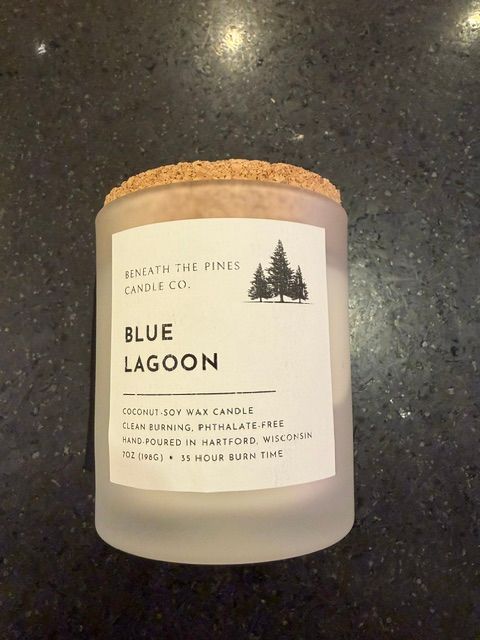 BENEATH THE PINES
CANDLE CO.
BLUE
LAGOON
COCONUT-SOY WAX CANDLE
CLEAN BURNING, PHTHALATE-FREE
HAND-POURED IN HARTFORD, WISCONSIN
7OZ (198G) • 35 HOUR BURN TIME